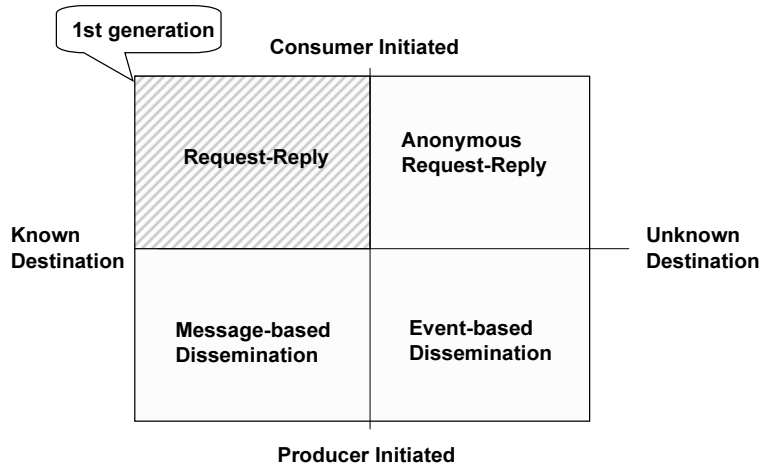 1st generation
Consumer Initiated
Request-Reply
Anonymous
Request-Reply
Known
Destination
Unknown
Destination
Message-based
Dissemination
Event-based
Dissemination
Producer Initiated